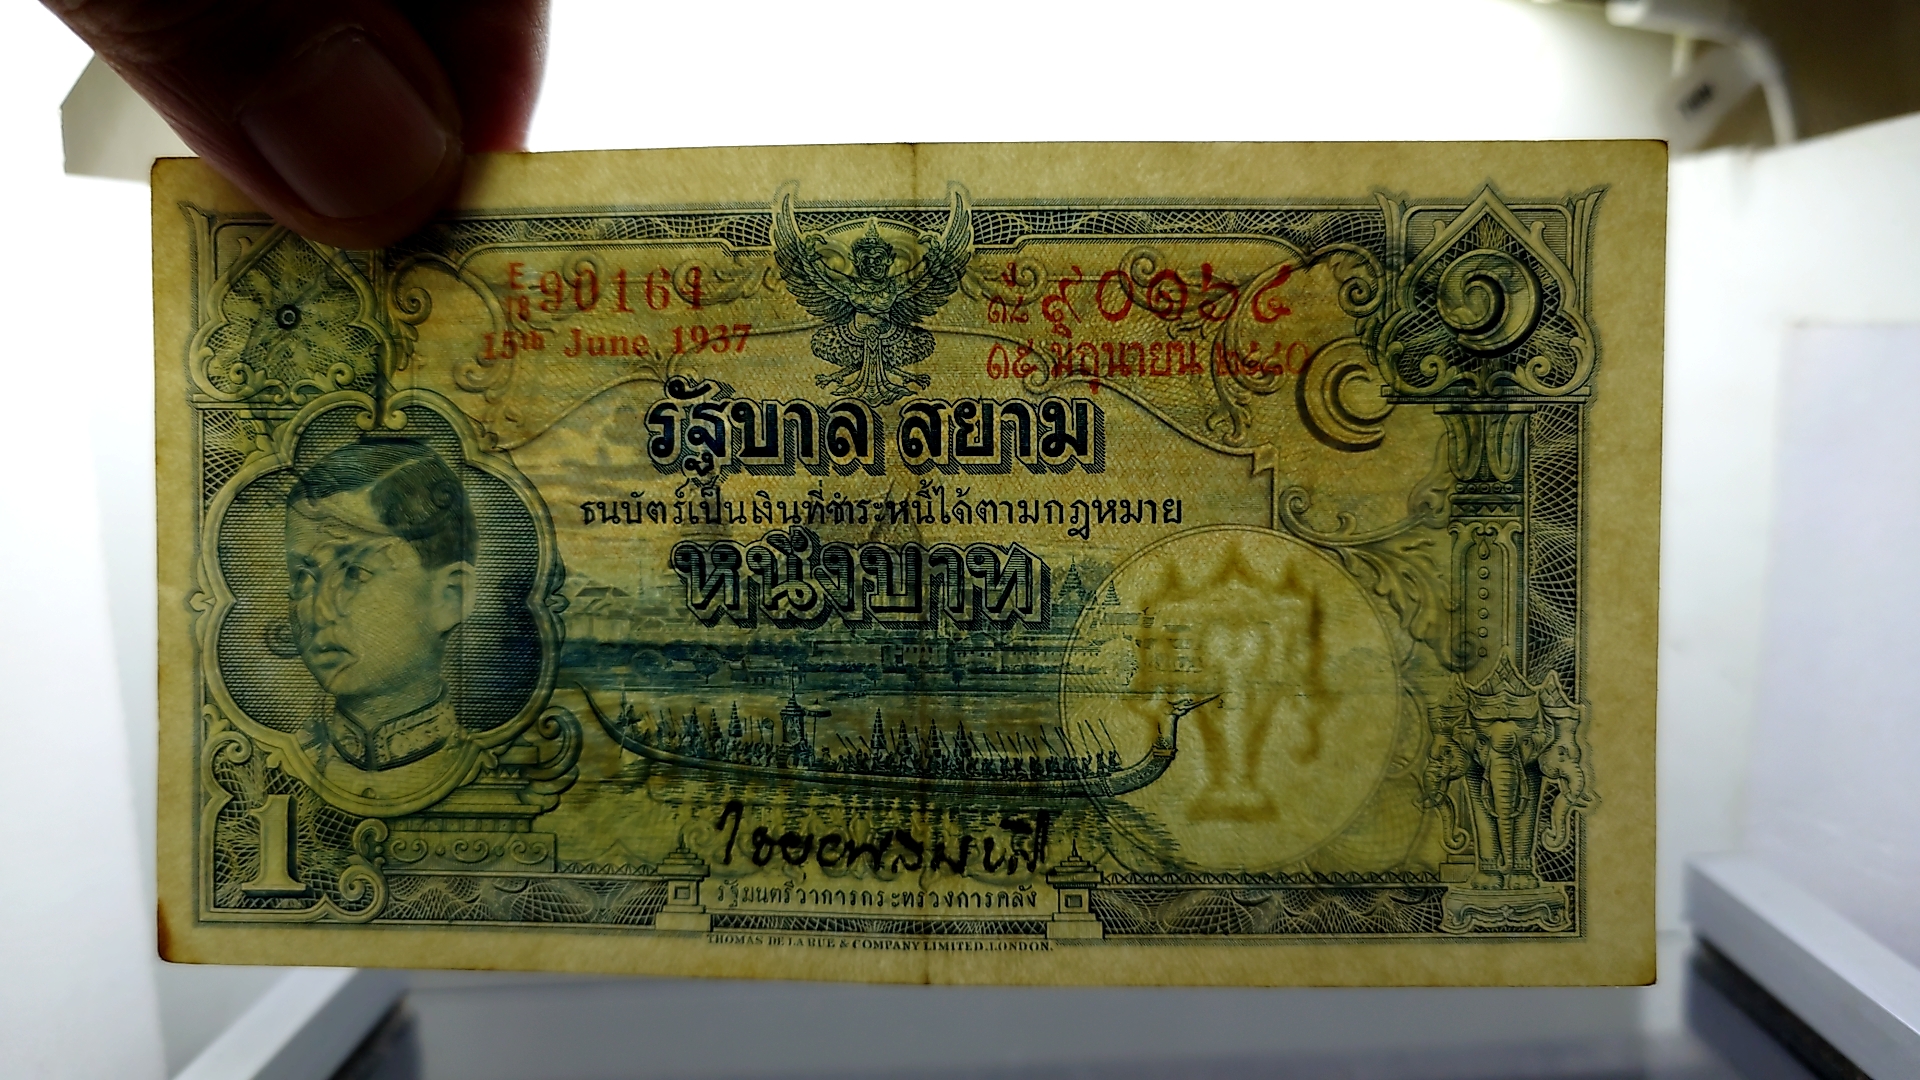 E/18 90164
15th June, 1937
ที่ ๙๐๑๖๔
๑๕ มิถุนายน ๒๔๘๐
๑
รัฐบาล สยาม
ธนบัตร์เป็นเงินที่ชำระหนี้ได้ตามกฎหมาย
หนึ่งบาท
1
รัฐมนตรีว่าการกระทรวงการคลัง
THOMAS DE LA RUE & COMPANY LIMITED, LONDON.